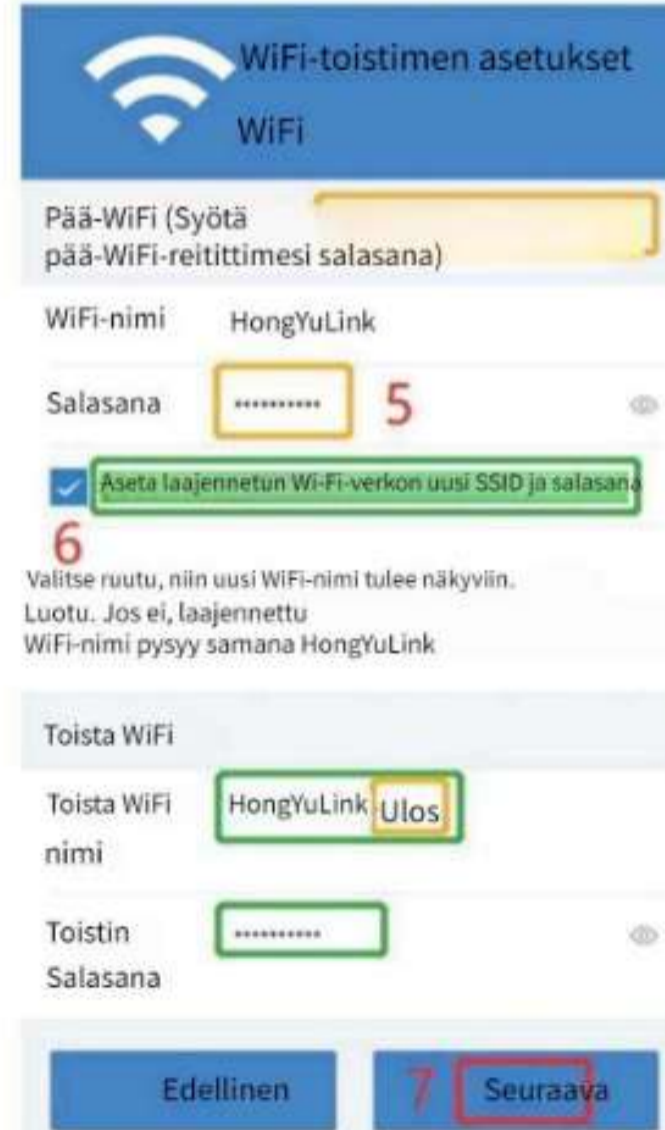 WiFi-toistimen asetukset
WiFi
Pää-WiFi (Syötä
pää-WiFi-reitittimesi salasana)
WiFi-nimi HongYuLink
Salasana •••••••••• 5
Aseta laajennetun Wi-Fi-verkon uusi SSID ja salasana
6
Valitse ruutu, niin uusi WiFi-nimi tulee näkyviin.
Luotu. Jos ei, laajennettu
WiFi-nimi pysyy samana HongYuLink
Toista WiFi
Toista WiFi HongYuLink Ulos
nimi
Toistin ••••••••••
Salasana
Edellinen 7 Seuraava